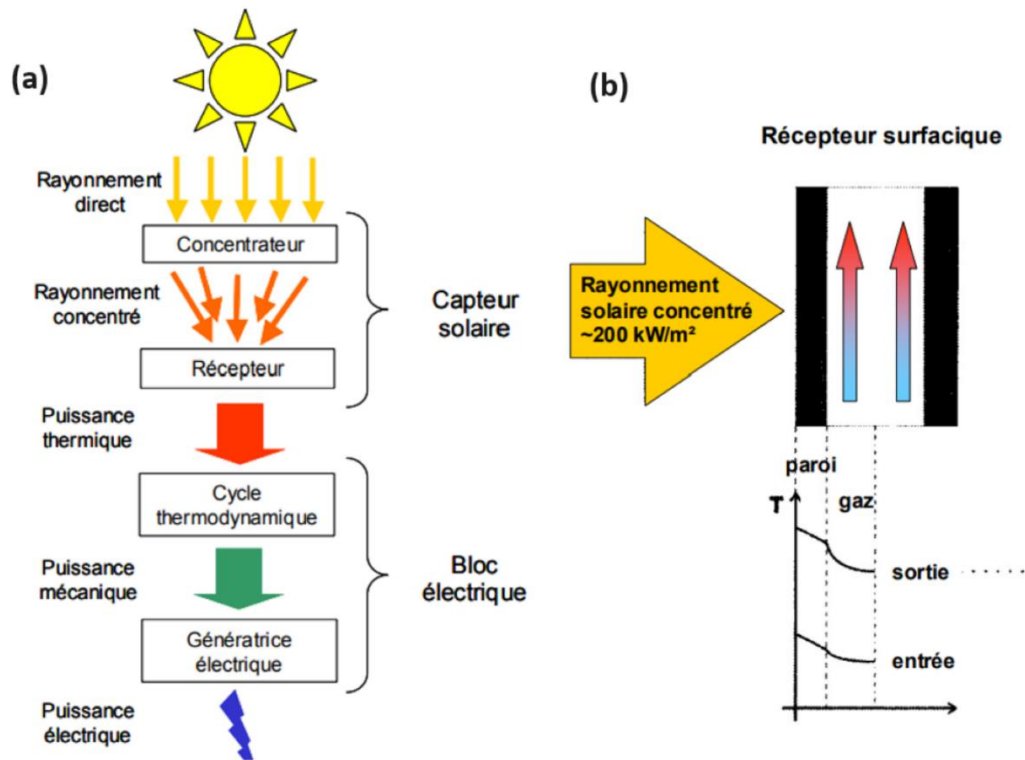 (a)
Rayonnement
direct
Concentrateur
Rayonnement
concentré
Récepteur
Capteur
solaire
Puissance
thermique
Cycle
thermodynamique
Puissance
mécanique
Bloc
électrique
Génératrice
électrique
Puissance
électrique
(b)
Récepteur surfacique
Rayonnement
solaire concentré
~200 kW/m²
paroi
T
gaz
sortie
entrée